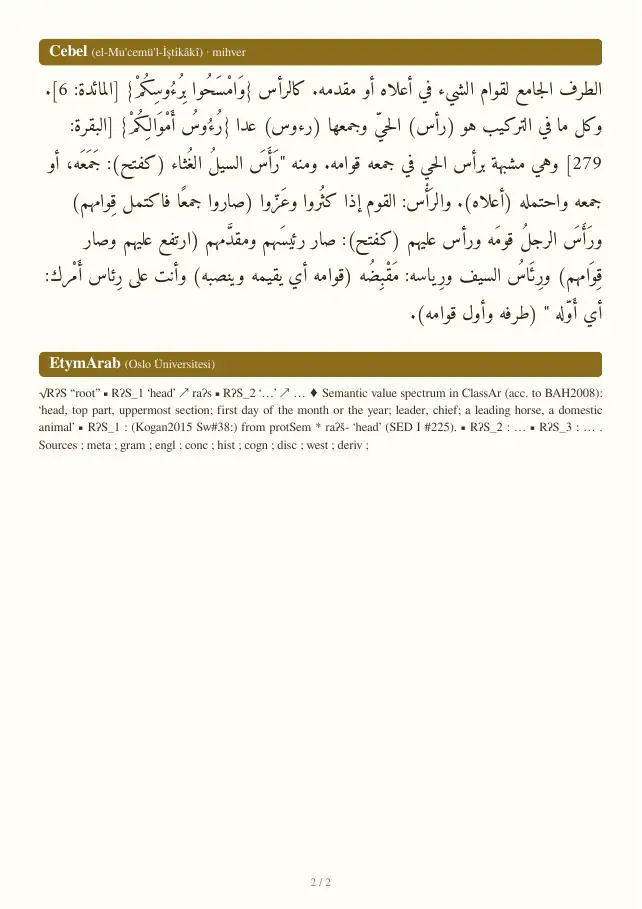 Cebel (el-Mu'cemü'l-İştikâkî) · mihver
الطرف الجامع لقوام الشيء في أعلاه أو مقدمه. كالرأس {وَامْسَحُوا بِرُءُوسِكُمْ} [المائدة: 6].
وكل ما في التركيب هو (رأس) الحيّ وجمعها (رءوس) عدا {رُءُوسُ أَمْوَالِكُمْ} [البقرة:
279] وهي مشبهة برأس الحي في جمعه قوامه. ومنه "رَأَسَ السيلُ الغُثاء (كفتح): جَمَعَه، أو
جمعه واحتمله (أعلاه). والرَأْس: القوم إذا كثُروا وعَزّوا (صاروا جمعًا فاكتمل قِوامهم)
ورَأَسَ الرجلُ قومَه ورأس عليهم (كفتح): صار رئيسَهم ومقدَّمهم (ارتفع عليهم وصار
قِوَامهم) ورِئَاسُ السيف ورِياسه: مَقْبِضُه (قوامه أي يقيمه وينصبه) وأنت على رِئاس أَمْرك:
أي أَوّله " (طرفه وأول قوامه).
EtymArab (Oslo Üniversitesi)
√RʔS “root” ▪ RʔS_1 ‘head’ ↗ raʔs ▪ RʔS_2 ‘…’ ↗ … ♦ Semantic value spectrum in ClassAr (acc. to BAH2008):
‘head, top part, uppermost section; first day of the month or the year; leader, chief; a leading horse, a domestic
animal’ ▪ RʔS_1 : (Kogan2015 Sw#38:) from protSem * raʔš- ‘head’ (SED I #225). ▪ RʔS_2 : … ▪ RʔS_3 : … .
Sources ; meta ; gram ; engl ; conc ; hist ; cogn ; disc ; west ; deriv ;
2 / 2